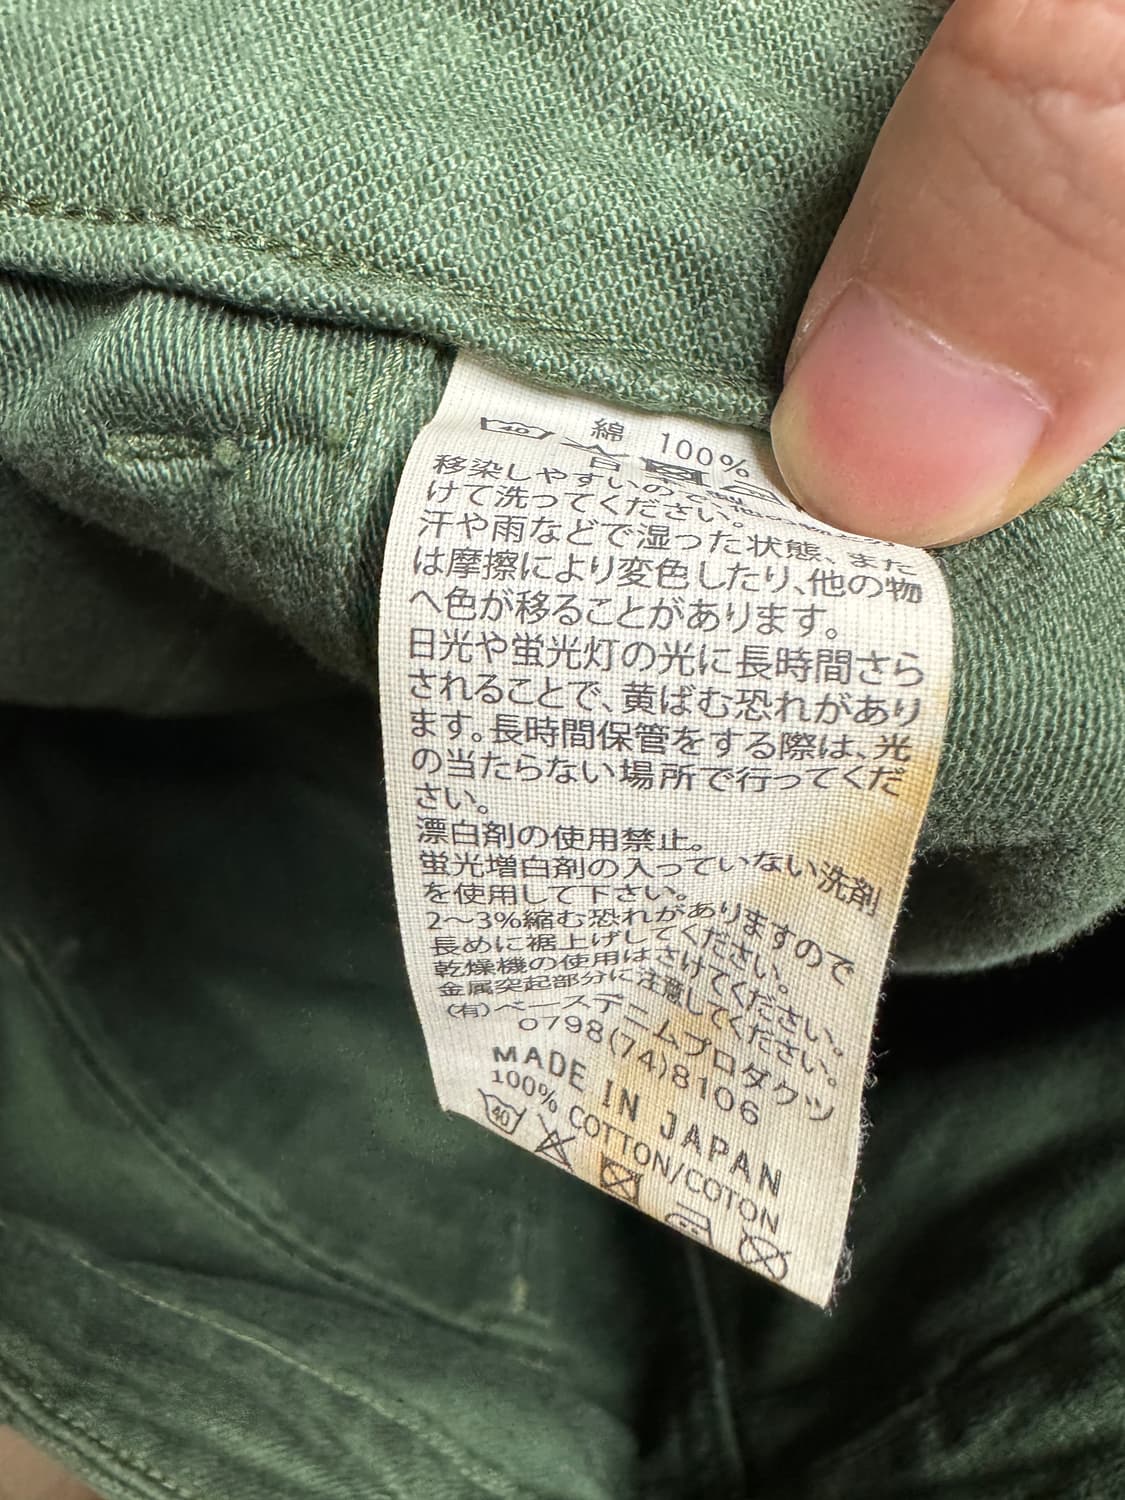 綿 100%
40
移染しやすいので
けて洗ってください。
汗や雨などで湿った状態、また
は摩擦により変色したり、他の物
へ色が移ることがあります。
日光や蛍光灯の光に長時間さら
されることで、黄ばむ恐れがあり
ます。長時間保管をする際は、光
の当たらない場所で行ってくだ
さい。
漂白剤の使用禁止。
蛍光増白剤の入っていない洗剤
を使用して下さい。
2〜3%縮む恐れがありますので
長めに裾上げしてください。
乾燥機の使用はさけてください。
金属突起部分に注意してください。
(有)ベースデニムプロダクツ
0798(74)8106
MADE IN JAPAN
100% COTTON/COTON
40